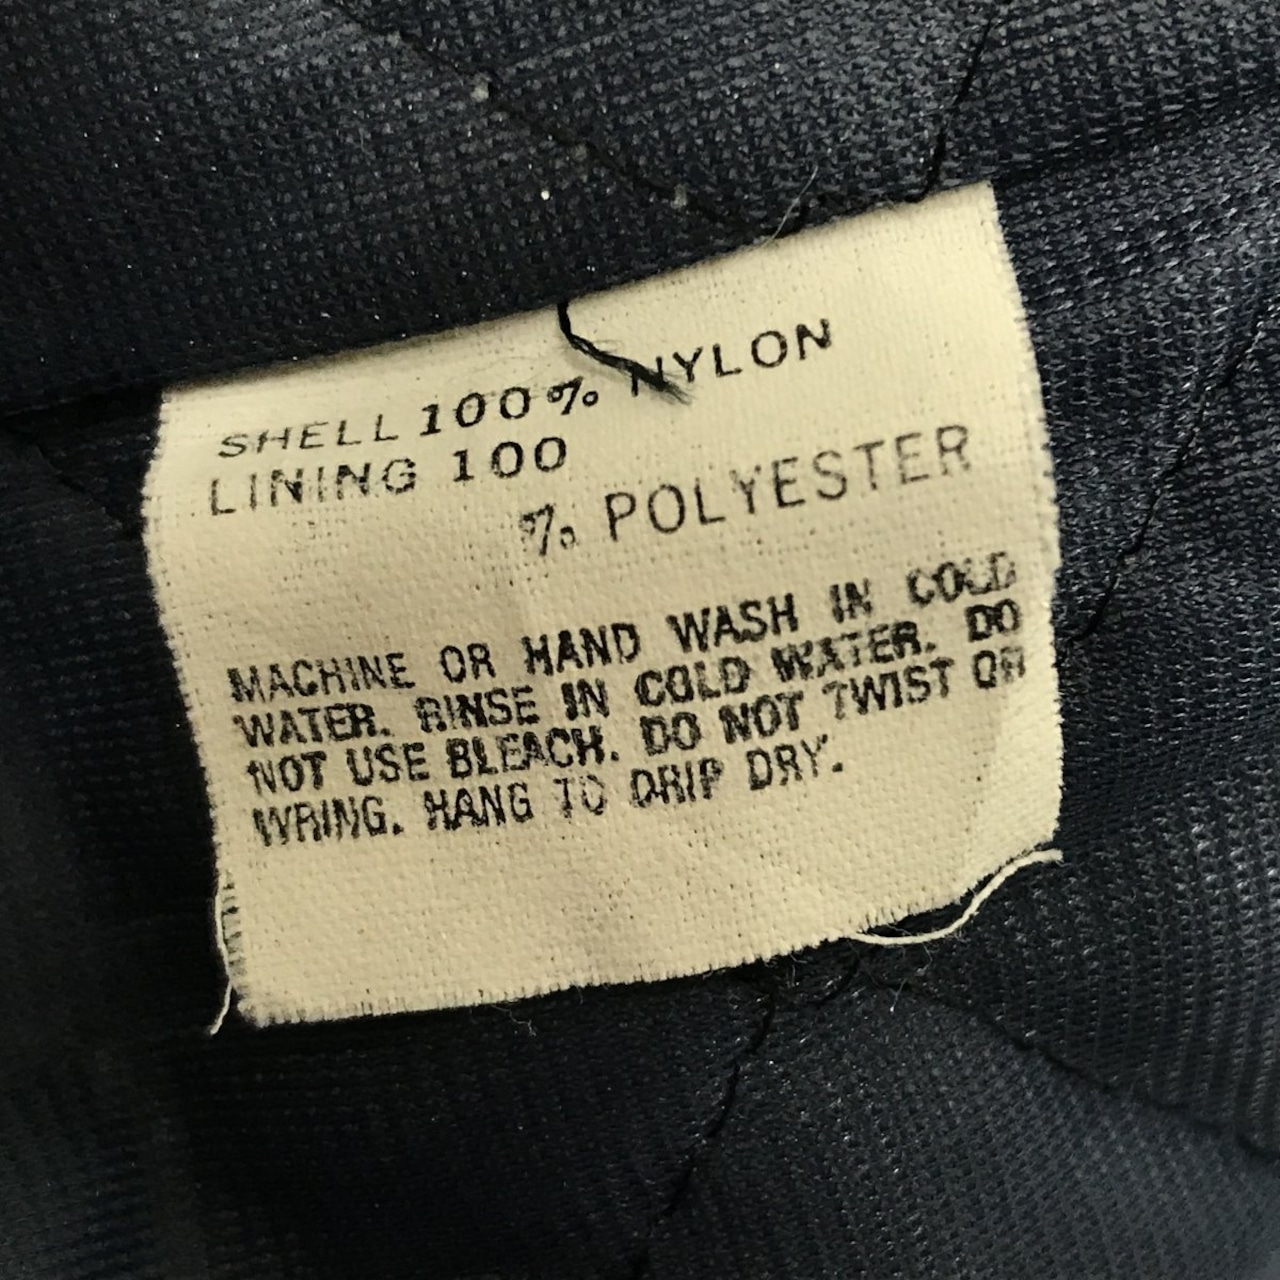 SHELL 100% NYLON
LINING 100
% POLYESTER
MACHINE OR HAND WASH IN COLD
WATER. RINSE IN COLD WATER. DO
NOT USE BLEACH. DO NOT TWIST OR
WRING. HANG TO DRIP DRY.